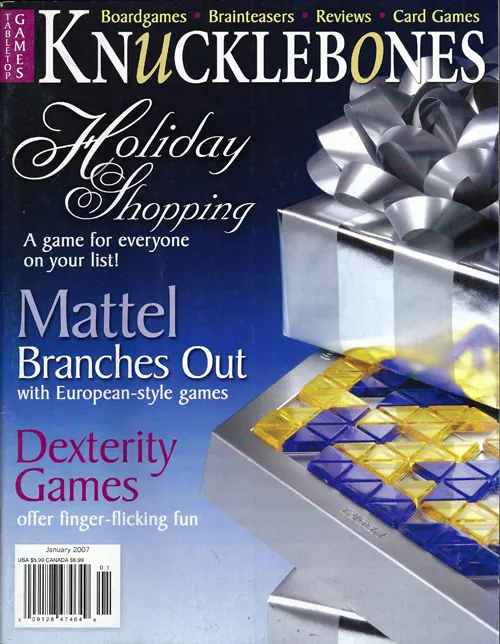 TABLETOP
GAMES
Boardgames • Brainteasers • Reviews • Card Games
KNuCKLEBoNES
Holiday
Shopping
A game for everyone
on your list!
Mattel
Branches Out
with European-style games
Dexterity
Games
offer finger-flicking fun
January 2007
USA $5.99 CANADA $6.99
01
09128 47464